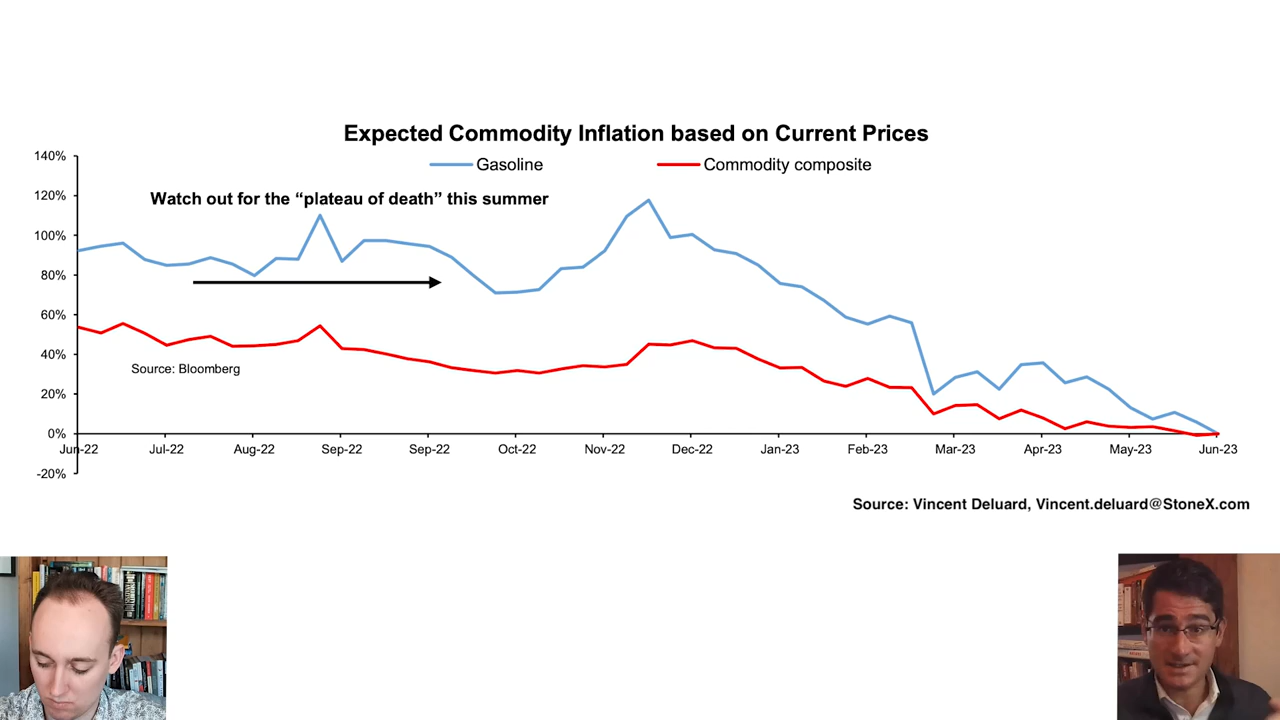 Expected Commodity Inflation based on Current Prices
140%
Gasoline
Commodity composite
120%
Watch out for the “plateau of death” this summer
100%
80%
60%
40%
Source: Bloomberg
20%
0%
Jun-22 Jul-22 Aug-22 Sep-22 Sep-22 Oct-22 Nov-22 Dec-22 Jan-23 Feb-23 Mar-23 Apr-23 May-23 Jun-23
-20%
Source: Vincent Deluard, Vincent.deluard@StoneX.com